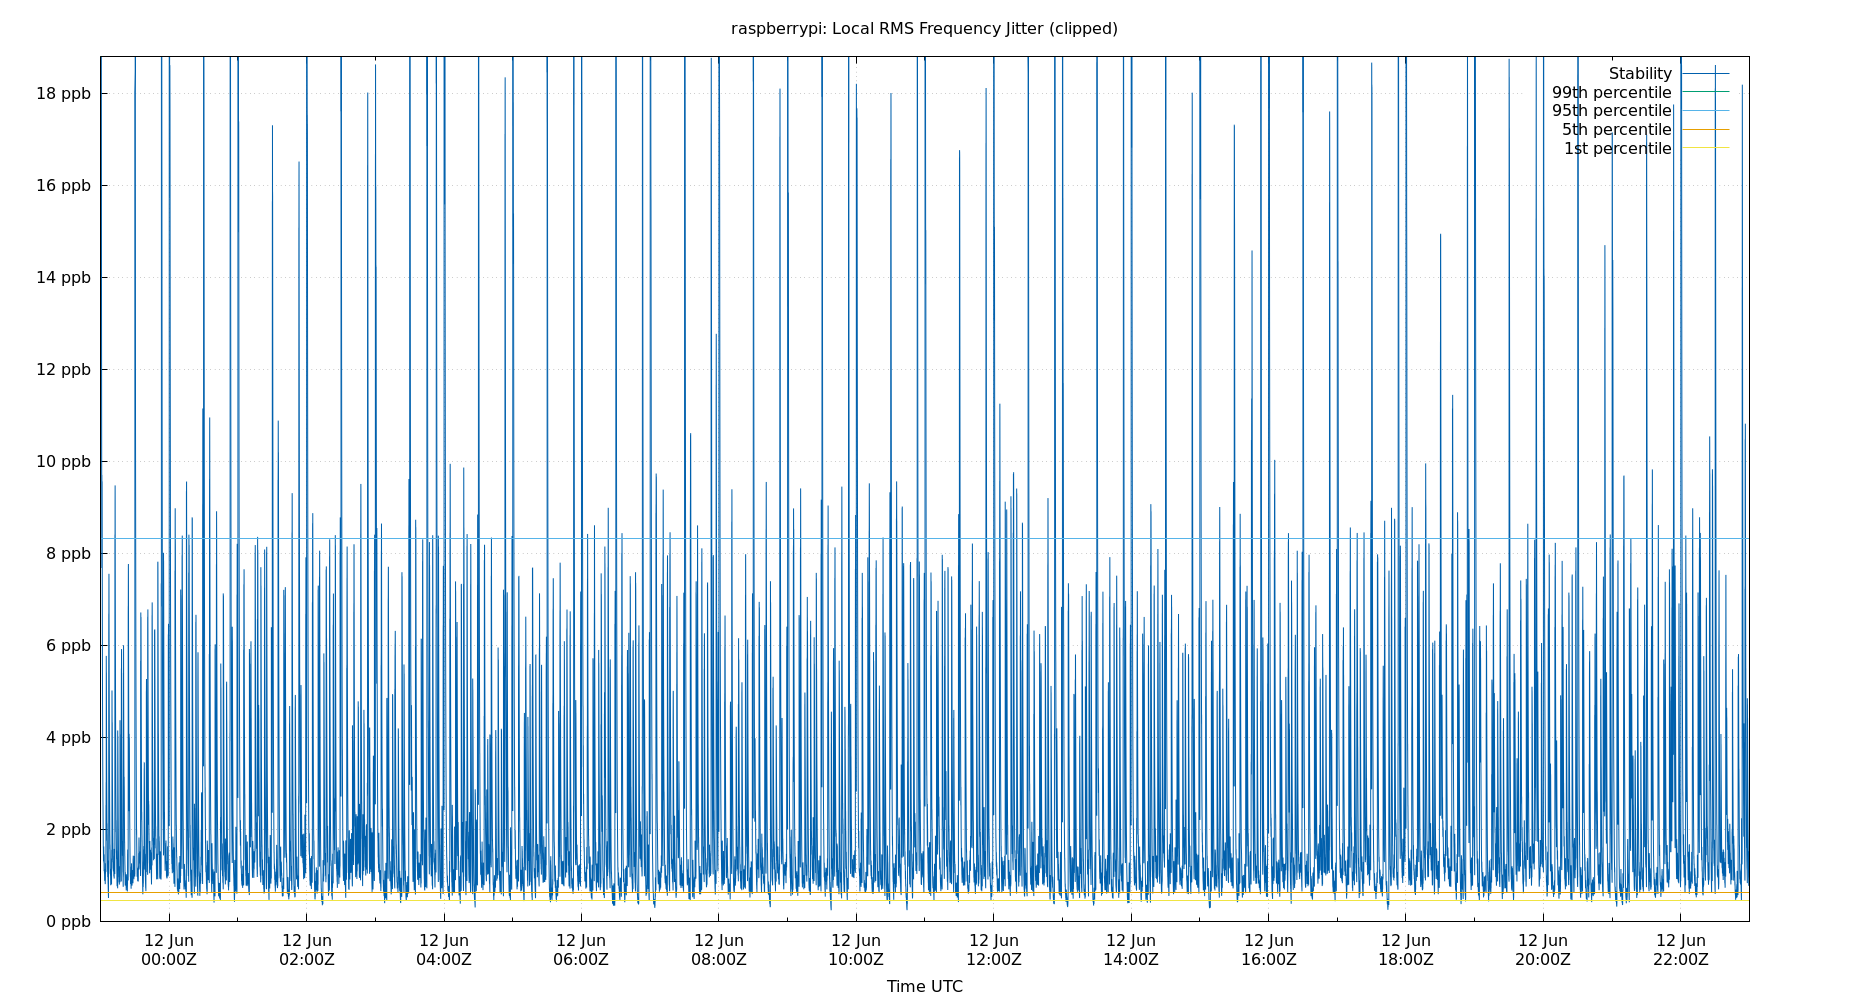 raspberrypi: Local RMS Frequency Jitter (clipped)
Stability
99th percentile
95th percentile
5th percentile
1st percentile
18 ppb
16 ppb
14 ppb
12 ppb
10 ppb
8 ppb
6 ppb
4 ppb
2 ppb
0 ppb
12 Jun 12 Jun 12 Jun 12 Jun 12 Jun 12 Jun 12 Jun 12 Jun 12 Jun 12 Jun 12 Jun 12 Jun
00:00Z 02:00Z 04:00Z 06:00Z 08:00Z 10:00Z 12:00Z 14:00Z 16:00Z 18:00Z 20:00Z 22:00Z
Time UTC